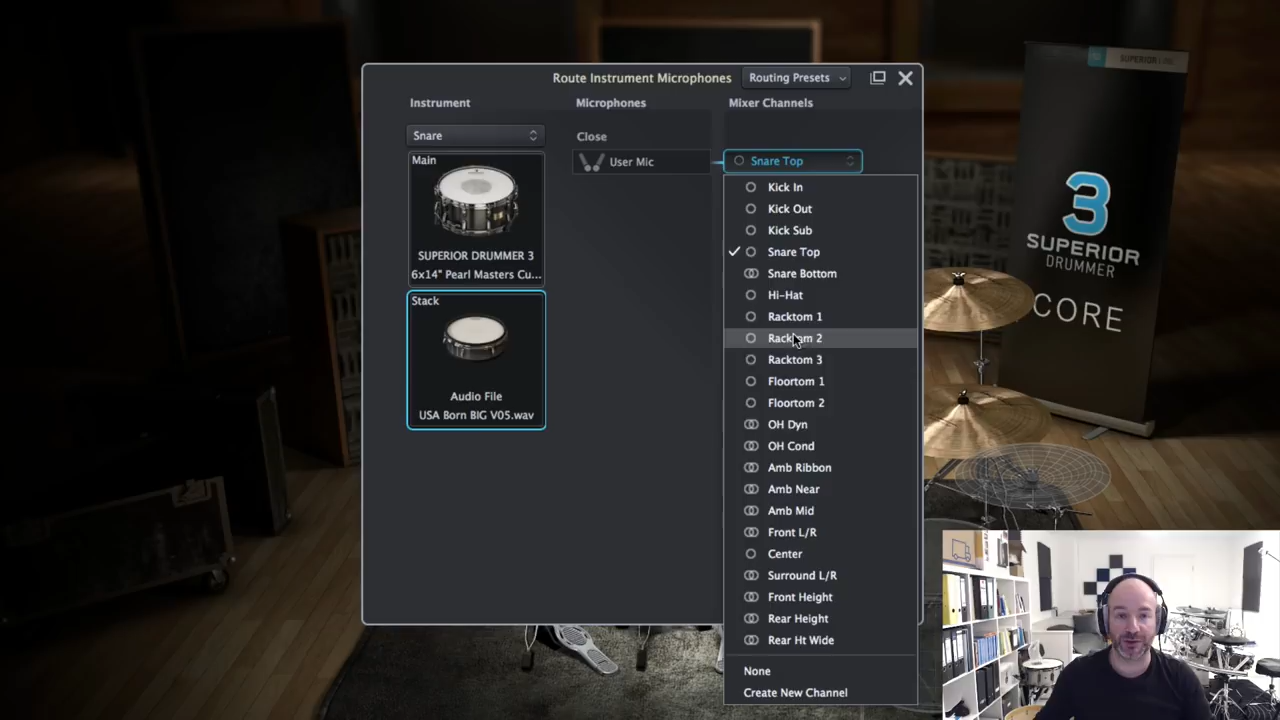 Route Instrument Microphones
Routing Presets
Instrument
Microphones
Mixer Channels
Snare
Close
User Mic
Snare Top
Main
SUPERIOR DRUMMER 3
6x14" Pearl Masters Cu...
Stack
Audio File
USA Born BIG V05.wav
Kick In
Kick Out
Kick Sub
Snare Top
Snare Bottom
Hi-Hat
Racktom 1
Racktom 2
Racktom 3
Floortom 1
Floortom 2
OH Dyn
OH Cond
Amb Ribbon
Amb Near
Amb Mid
Front L/R
Center
Surround L/R
Front Height
Rear Height
Rear Ht Wide
None
Create New Channel
3
SUPERIOR
DRUMMER
CORE